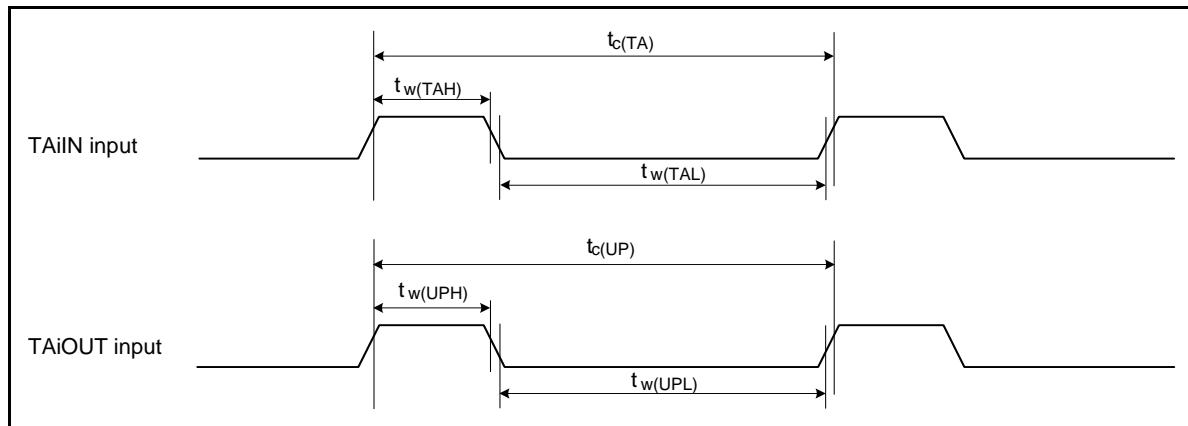 tc(TA)
tw(TAH)
TAiIN input
tw(TAL)
tc(UP)
tw(UPH)
TAiOUT input
tw(UPL)